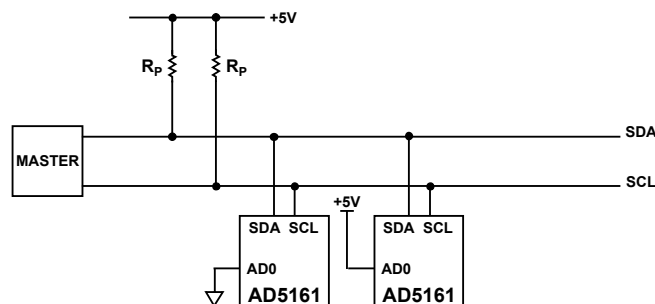 +5V
RP RP
SDA
MASTER
SCL
+5V
SDA SCL SDA SCL
AD0 AD0
AD5161 AD5161